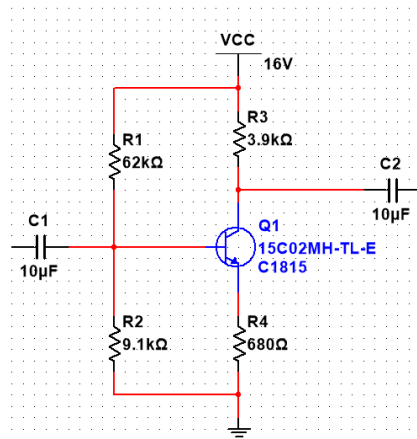 VCC
16V
R1
62kΩ
R3
3.9kΩ
C2
10µF
C1
10µF
Q1
15C02MH-TL-E
C1815
R2
9.1kΩ
R4
680Ω